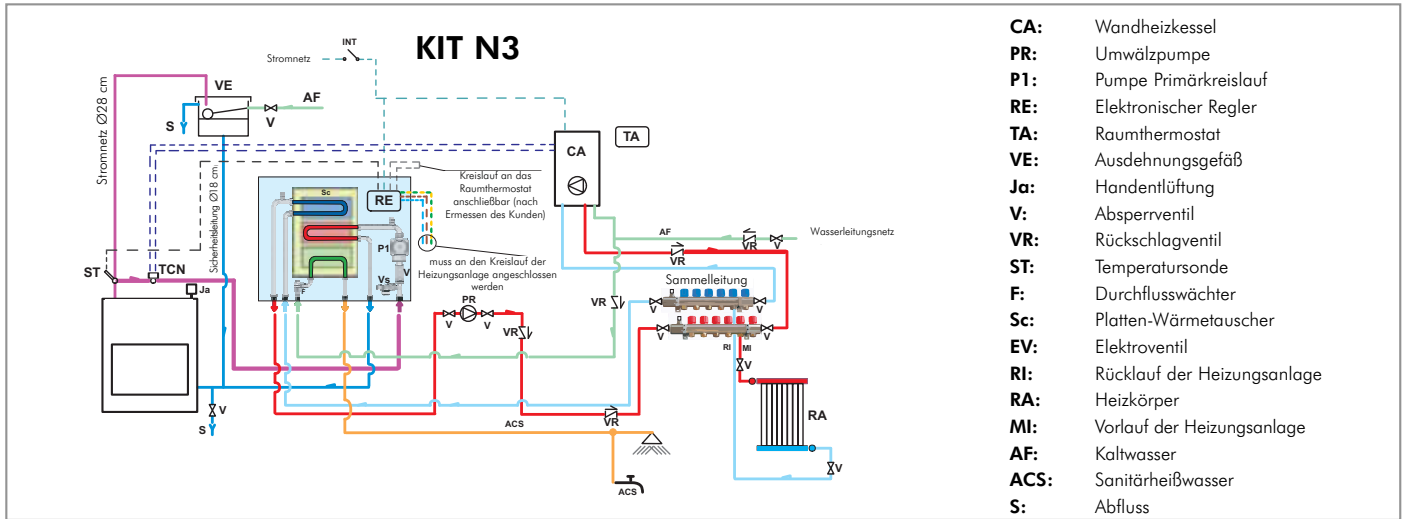 KIT N3
INT
Stromnetz
VE
AF
S
V
Stromnetz Ø28 cm
Sicherheitsleitung Ø18 cm
ST
TCN
Ja
V
S
Sc
RE
P1
V
Vs
F
Kreislauf an das
Raumthermostat
anschließbar (nach
Ermessen des Kunden)
muss an den Kreislauf der
Heizungsanlage angeschlossen
werden
CA
TA
AF
VR
V
Wasserleitungsnetz
VR
Sammelleitung
VR
V
V
V
V
RI
MI
V
PR
V
V
VR
ACS
VR
ACS
RA
V
CA: Wandheizkessel
PR: Umwälzpumpe
P1: Pumpe Primärkreislauf
RE: Elektronischer Regler
TA: Raumthermostat
VE: Ausdehnungsgefäß
Ja: Handentlüftung
V: Absperrventil
VR: Rückschlagventil
ST: Temperatursonde
F: Durchflusswächter
Sc: Platten-Wärmetauscher
EV: Elektroventil
RI: Rücklauf der Heizungsanlage
RA: Heizkörper
MI: Vorlauf der Heizungsanlage
AF: Kaltwasser
ACS: Sanitärheißwasser
S: Abfluss